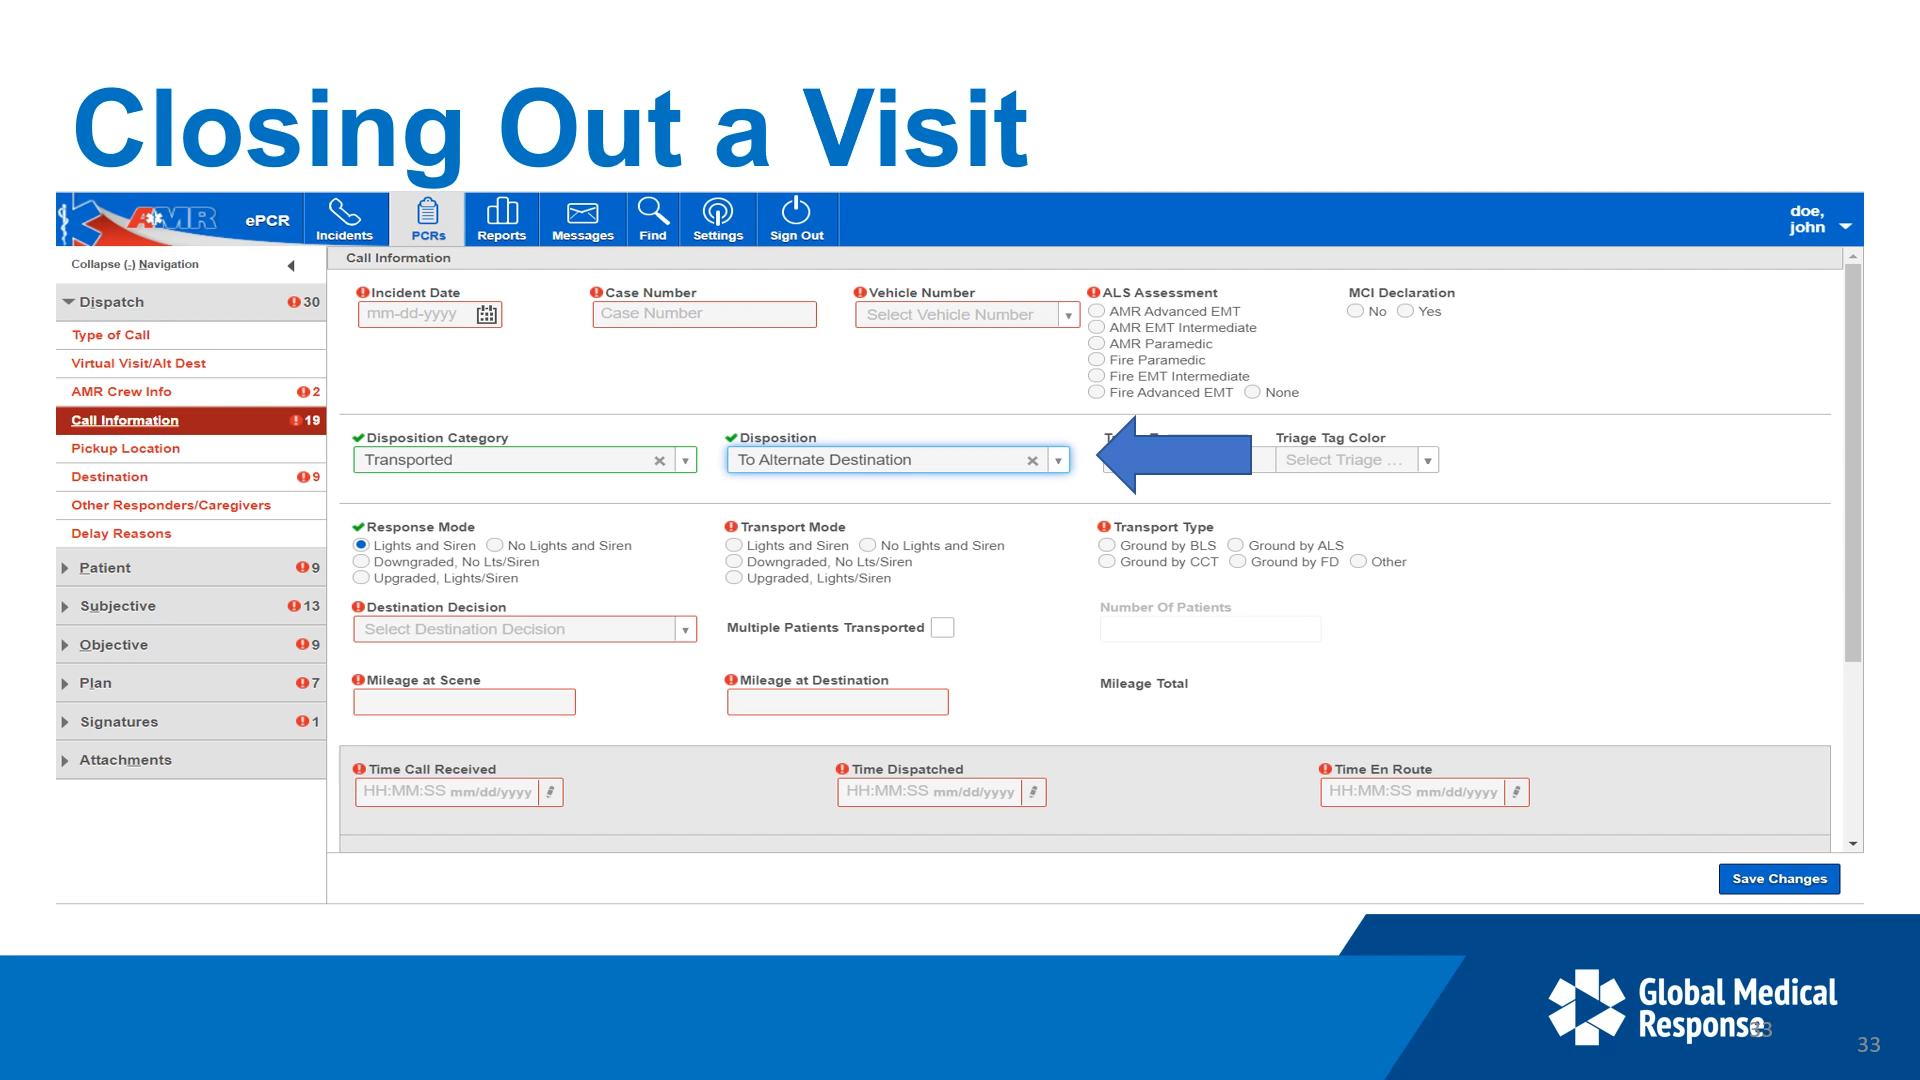 Closing Out a Visit
AMR ePCR Incidents PCRs Reports Messages Find Settings Sign Out doe, john
Collapse (-) Navigation
Dispatch 30
Type of Call
Virtual Visit/Alt Dest
AMR Crew Info 2
Call Information 19
Pickup Location
Destination 9
Other Responders/Caregivers
Delay Reasons
Patient 9
Subjective 13
Objective 9
Plan 7
Signatures 1
Attachments
Call Information
Incident Date Case Number Vehicle Number ALS Assessment MCI Declaration
mm-dd-yyyy Case Number Select Vehicle Number AMR Advanced EMT No Yes
AMR EMT Intermediate
AMR Paramedic
Fire Paramedic
Fire EMT Intermediate
Fire Advanced EMT None
Disposition Category Disposition Triage Tag Color
Transported To Alternate Destination Select Triage ...
Response Mode Transport Mode Transport Type
Lights and Siren No Lights and Siren Lights and Siren No Lights and Siren Ground by BLS Ground by ALS
Downgraded, No Lts/Siren Downgraded, No Lts/Siren Ground by CCT Ground by FD Other
Upgraded, Lights/Siren Upgraded, Lights/Siren
Destination Decision Number Of Patients
Select Destination Decision Multiple Patients Transported
Mileage at Scene Mileage at Destination Mileage Total
Time Call Received Time Dispatched Time En Route
HH:MM:SS mm/dd/yyyy HH:MM:SS mm/dd/yyyy HH:MM:SS mm/dd/yyyy
Save Changes
Global Medical
Response
33
33